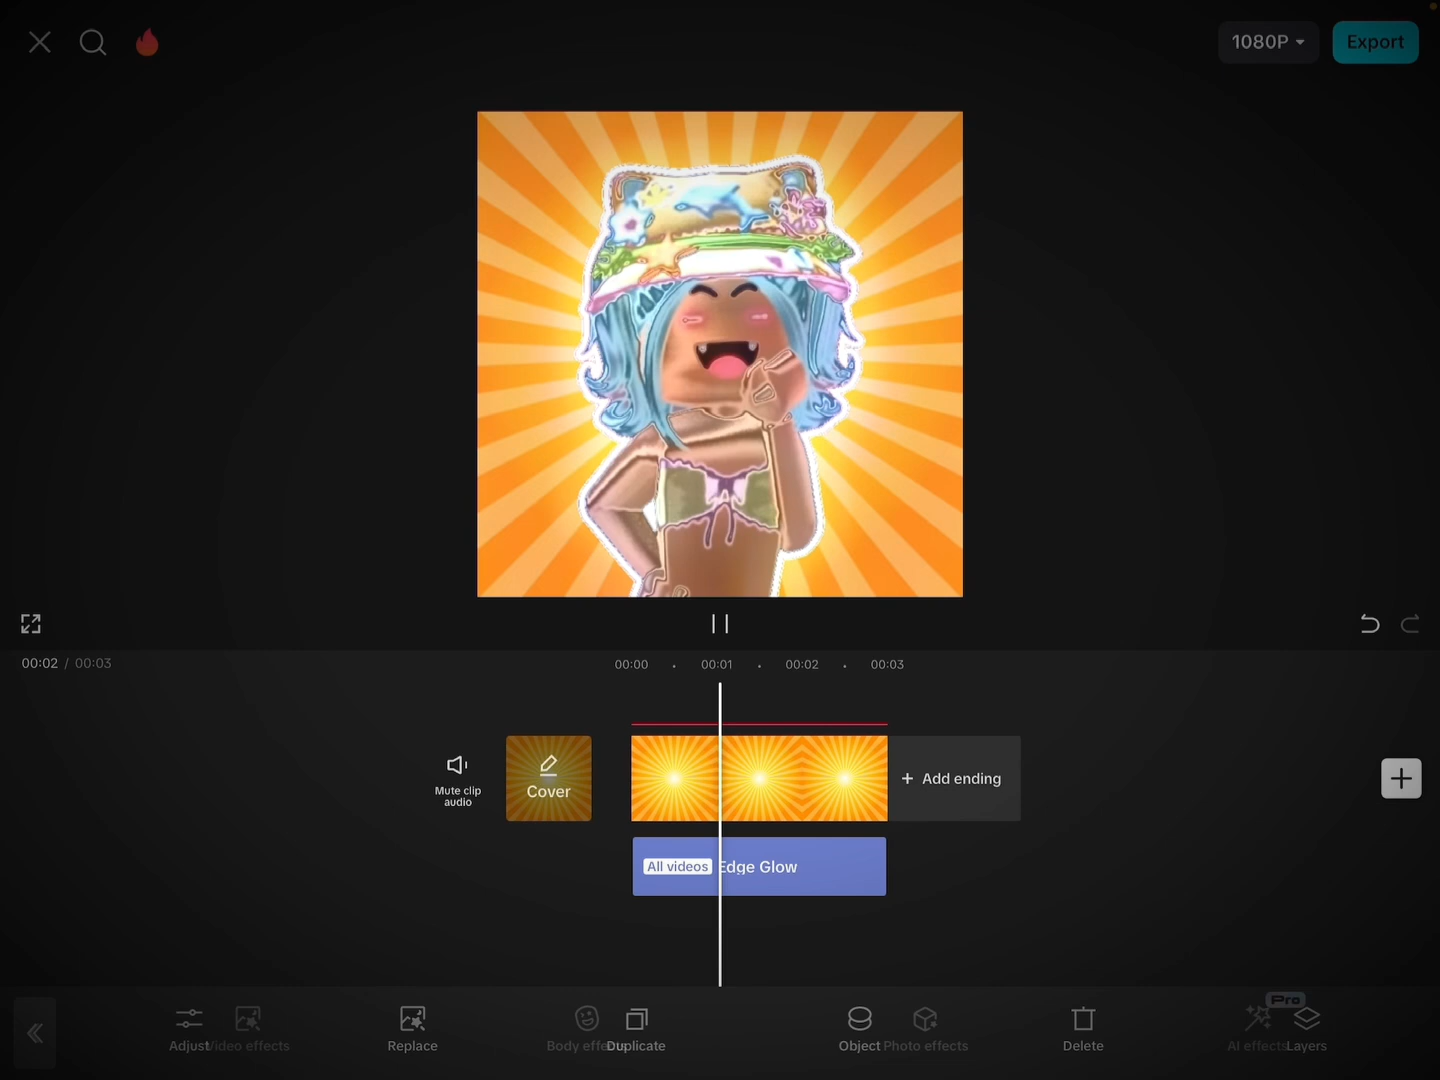 1080P
Export
00:02 / 00:03
00:00
00:01
00:02
00:03
Mute clip
audio
Cover
+ Add ending
All videos Edge Glow
Pro
Adjust
Video effects
Replace
Body effects
Duplicate
Object
Photo effects
Delete
AI effects
Layers